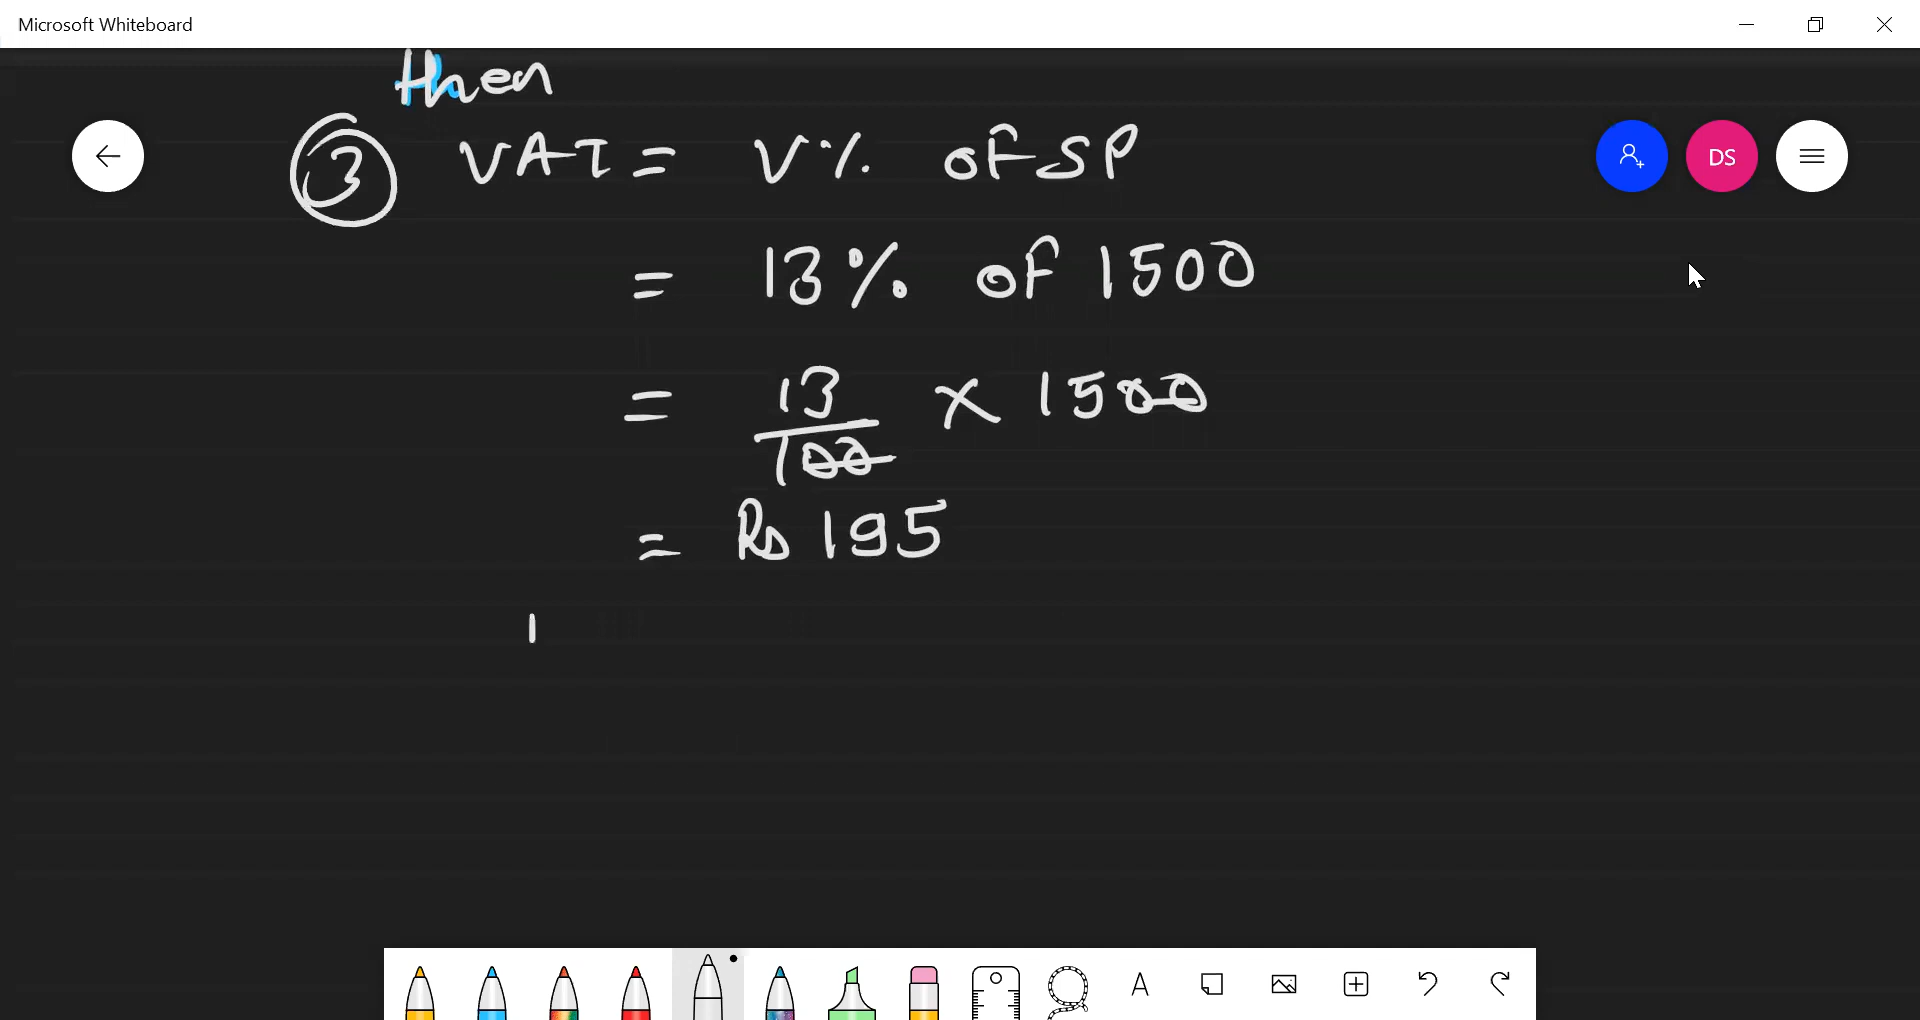 Microsoft Whiteboard
then
③ VAT = V% of SP
DS
= 13% of 1500
= 13/100 × 1500
= Rs 195
A